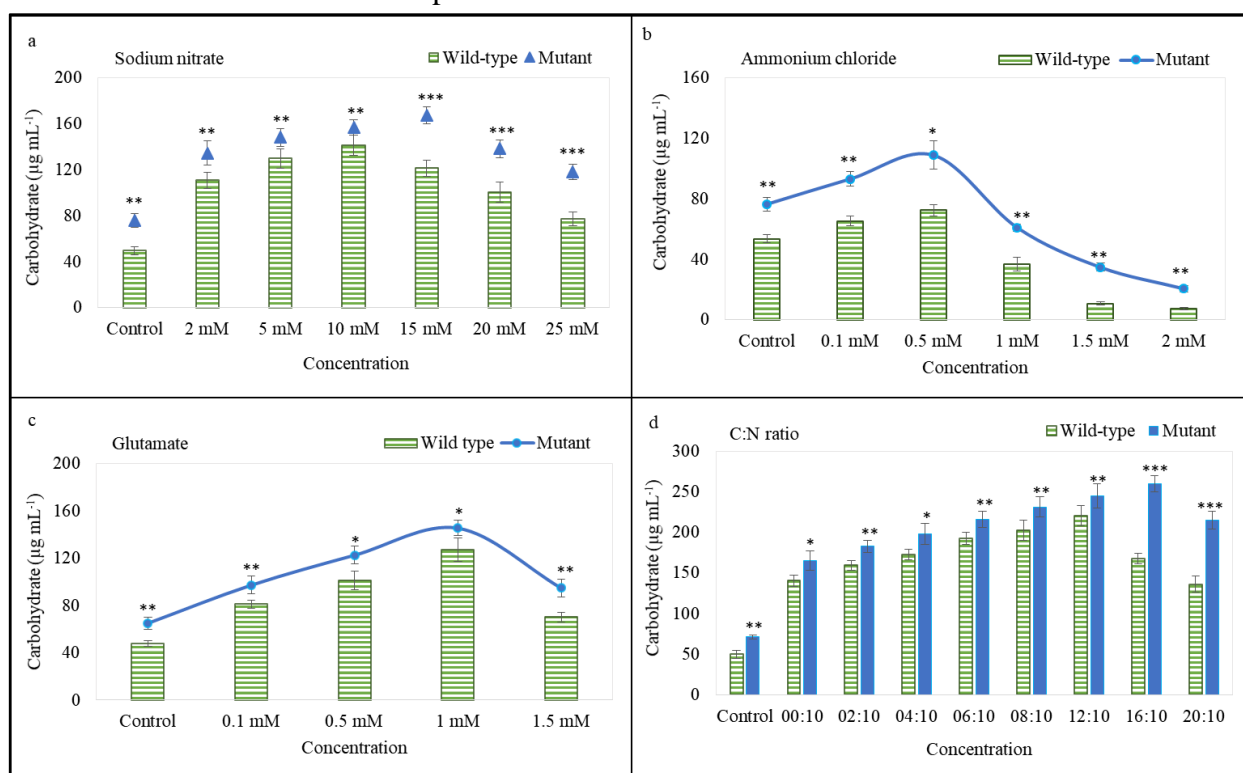 a
Sodium nitrate
Wild-type
Mutant
Carbohydrate (µg mL⁻¹)
200
160
120
80
40
0
**
**
**
**
***
***
***
Control
2 mM
5 mM
10 mM
15 mM
20 mM
25 mM
Concentration
b
Ammonium chloride
Wild-type
Mutant
Carbohydrate (µg mL⁻¹)
160
120
80
40
0
**
**
*
**
**
**
Control
0.1 mM
0.5 mM
1 mM
1.5 mM
2 mM
Concentration
c
Glutamate
Wild type
Mutant
Carbohydrate (µg mL⁻¹)
200
160
120
80
40
0
**
**
*
*
**
Control
0.1 mM
0.5 mM
1 mM
1.5 mM
Concentration
d
C:N ratio
Wild-type
Mutant
Carbohydrate (µg mL⁻¹)
300
250
200
150
100
50
0
**
*
**
*
**
**
**
***
***
Control
00:10
02:10
04:10
06:10
08:10
12:10
16:10
20:10
Concentration